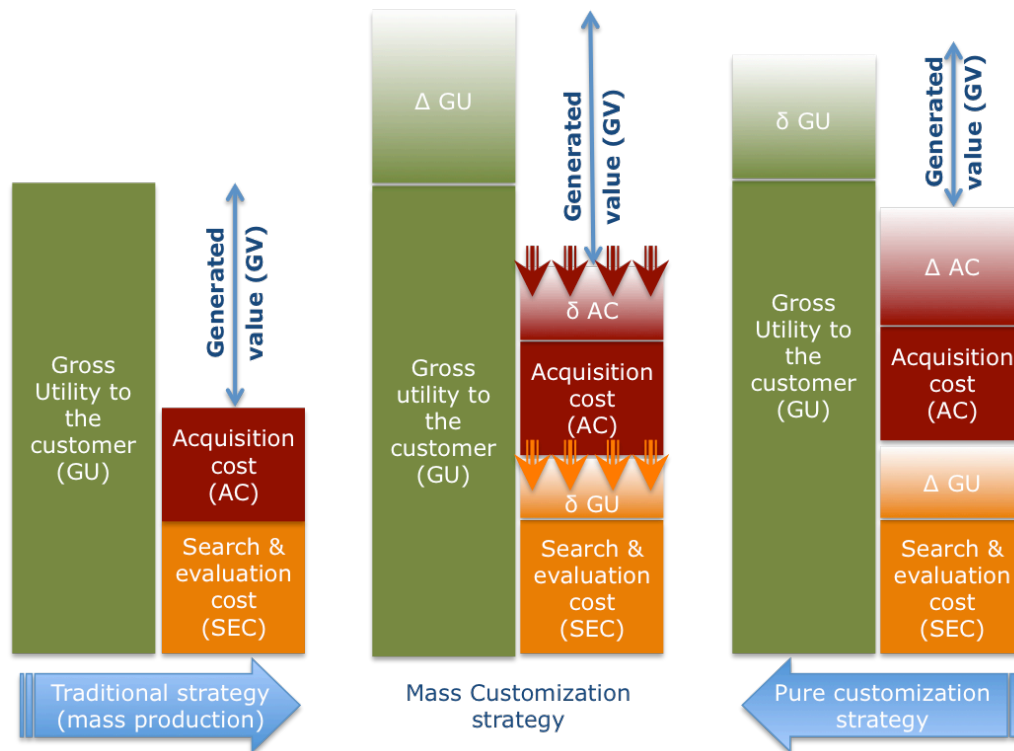 Gross
Utility to
the
customer
(GU)
Generated
value (GV)
Acquisition
cost
(AC)
Search &
evaluation
cost
(SEC)
Traditional strategy
(mass production)
Δ GU
Gross
utility to
the
customer
(GU)
Generated
value (GV)
δ AC
Acquisition
cost
(AC)
δ GU
Search &
evaluation
cost
(SEC)
Mass Customization
strategy
δ GU
Gross
Utility to
the
customer
(GU)
Generated
value (GV)
Δ AC
Acquisition
cost
(AC)
Δ GU
Search &
evaluation
cost
(SEC)
Pure customization
strategy